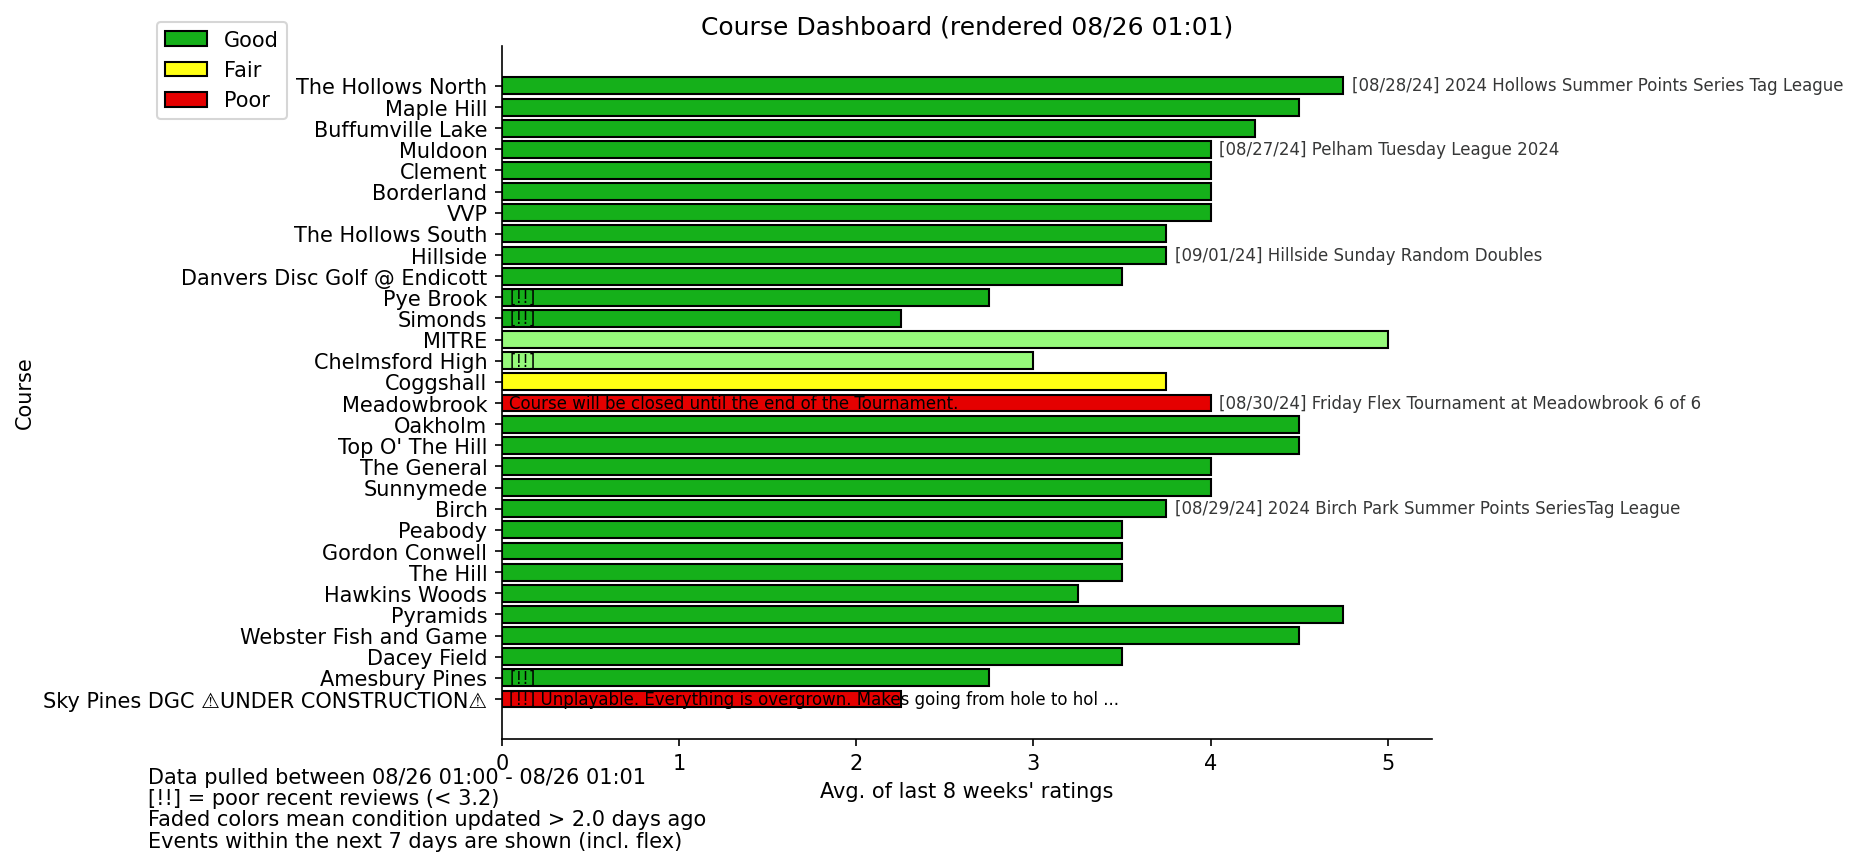 Course Dashboard (rendered 08/26 01:01)
Good
Fair
Poor
Course
The Hollows North [08/28/24] 2024 Hollows Summer Points Series Tag League
Maple Hill
Buffumville Lake
Muldoon [08/27/24] Pelham Tuesday League 2024
Clement
Borderland
VVP
The Hollows South
Hillside [09/01/24] Hillside Sunday Random Doubles
Danvers Disc Golf @ Endicott
Pye Brook [!!]
Simonds [!!]
MITRE
Chelmsford High [!!]
Coggshall
Meadowbrook Course will be closed until the end of the Tournament. [08/30/24] Friday Flex Tournament at Meadowbrook 6 of 6
Oakholm
Top O' The Hill
The General
Sunnymede
Birch [08/29/24] 2024 Birch Park Summer Points SeriesTag League
Peabody
Gordon Conwell
The Hill
Hawkins Woods
Pyramids
Webster Fish and Game
Dacey Field
Amesbury Pines [!!]
Sky Pines DGC ⚠UNDER CONSTRUCTION⚠ [!!] Unplayable. Everything is overgrown. Makes going from hole to hol ...
0 1 2 3 4 5
Avg. of last 8 weeks' ratings
Data pulled between 08/26 01:00 - 08/26 01:01
[!!] = poor recent reviews (< 3.2)
Faded colors mean condition updated > 2.0 days ago
Events within the next 7 days are shown (incl. flex)